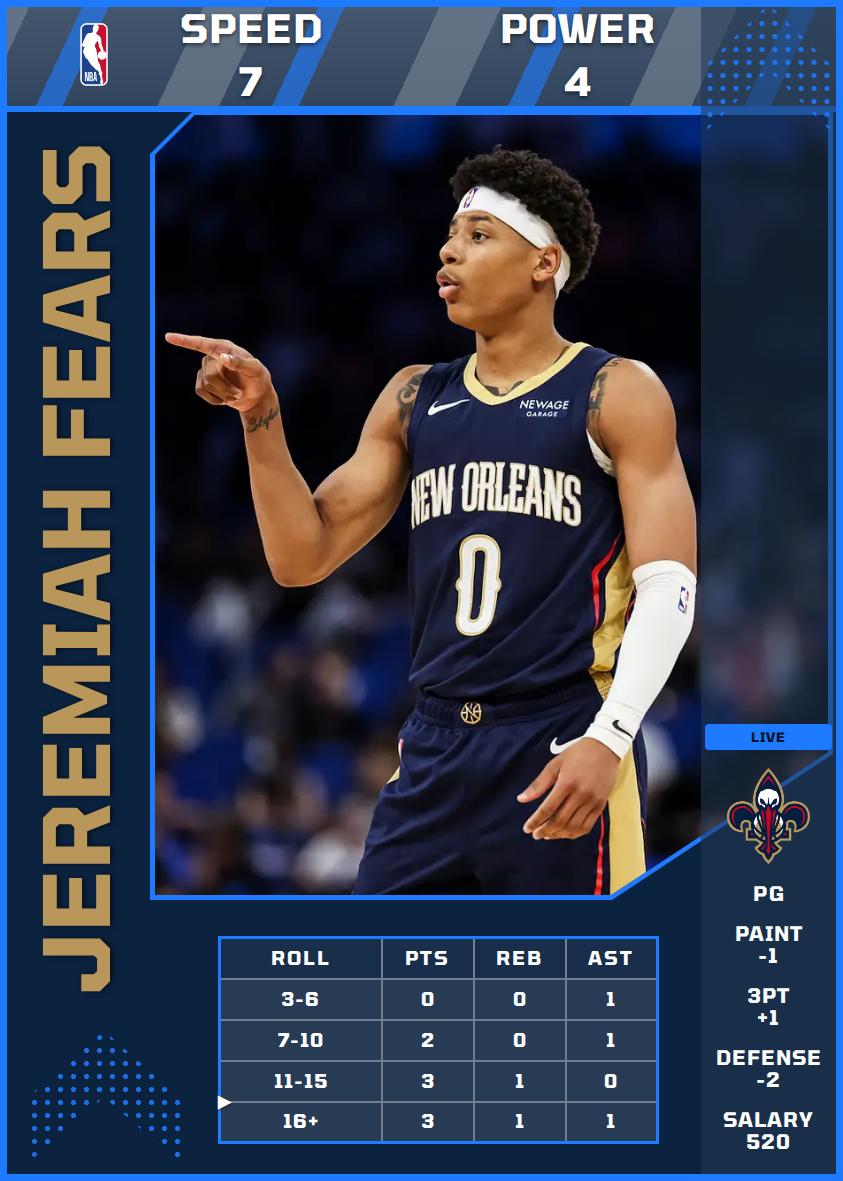 SPEED
POWER
7
4
NBA
JEREMIAH FEARS
NEWAGE
GARAGE
NEW ORLEANS
0
LIVE
PG
PAINT
-1
3PT
+1
DEFENSE
-2
SALARY
520
ROLL PTS REB AST
3-6 0 0 1
7-10 2 0 1
11-15 3 1 0
16+ 3 1 1